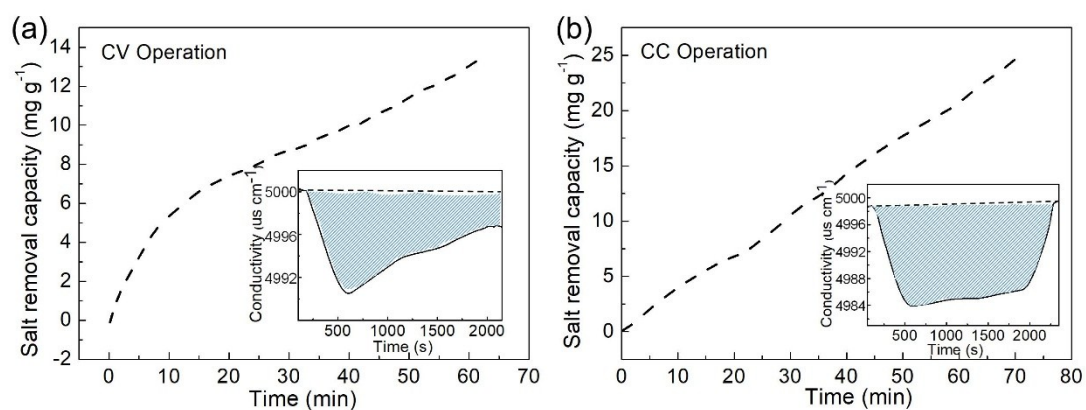 (a)
CV Operation
Salt removal capacity (mg g-1)
14
12
10
8
6
4
2
0
-2
0 10 20 30 40 50 60 70
Time (min)
Conductivity (us cm-1)
5000
4996
4992
500 1000 1500 2000
Time (s)
(b)
CC Operation
Salt removal capacity (mg g-1)
25
20
15
10
5
0
0 10 20 30 40 50 60 70 80
Time (min)
Conductivity (us cm-1)
5000
4996
4992
4988
4984
500 1000 1500 2000
Time (s)